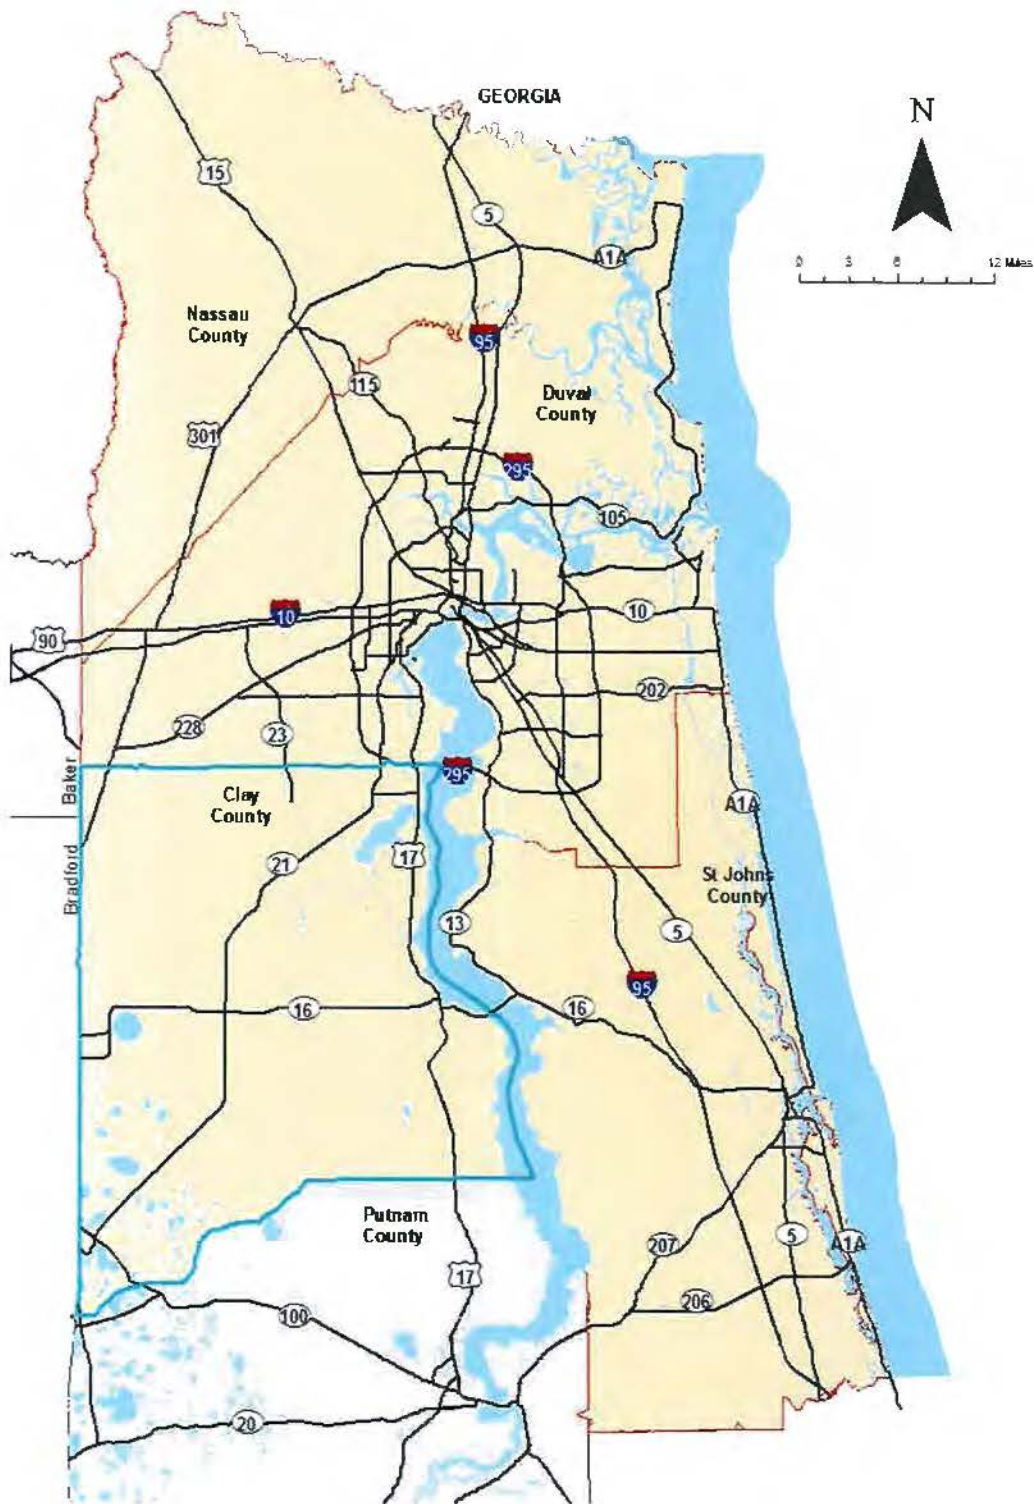 GEORGIA
N
15
5
A1A
0 3 6 12 Miles
Nassau
County
95
115
Duval
County
301
295
105
10
10
90
202
228
23
295
Baker
Clay
County
A1A
21
17
St Johns
County
Bradford
13
5
95
16
16
Putnam
County
207
5
A1A
17
206
100
20